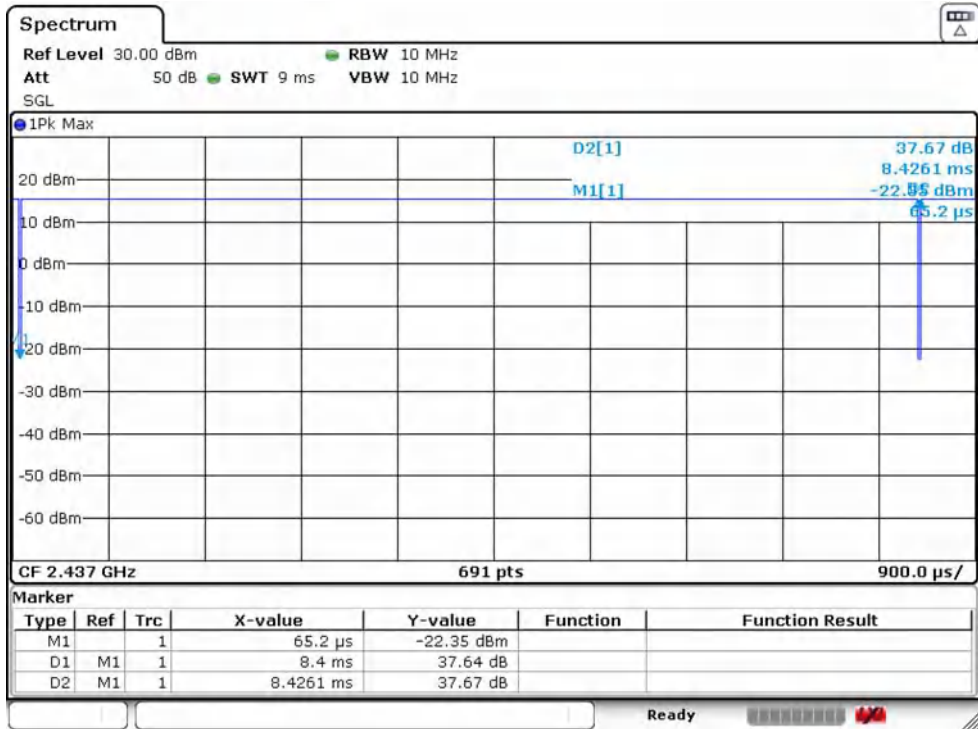 Spectrum
Ref Level 30.00 dBm RBW 10 MHz
Att 50 dB SWT 9 ms VBW 10 MHz
SGL
1Pk Max
D2[1] 37.67 dB
8.4261 ms
M1[1] dBm
65.2 µs
20 dBm
10 dBm
0 dBm
-10 dBm
-20 dBm
-30 dBm
-40 dBm
-50 dBm
-60 dBm
CF 2.437 GHz 691 pts 900.0 µs/
Marker
Type Ref Trc X-value Y-value Function Function Result
M1 1 65.2 µs -22.35 dBm
D1 M1 1 8.4 ms 37.64 dB
D2 M1 1 8.4261 ms 37.67 dB
Ready